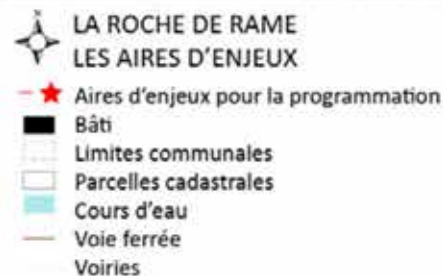 LA ROCHE DE RAME
LES AIRES D'ENJEUX
Aires d'enjeux pour la programmation
Bâti
Limites communales
Parcelles cadastrales
Cours d'eau
Voie ferrée
Voiries